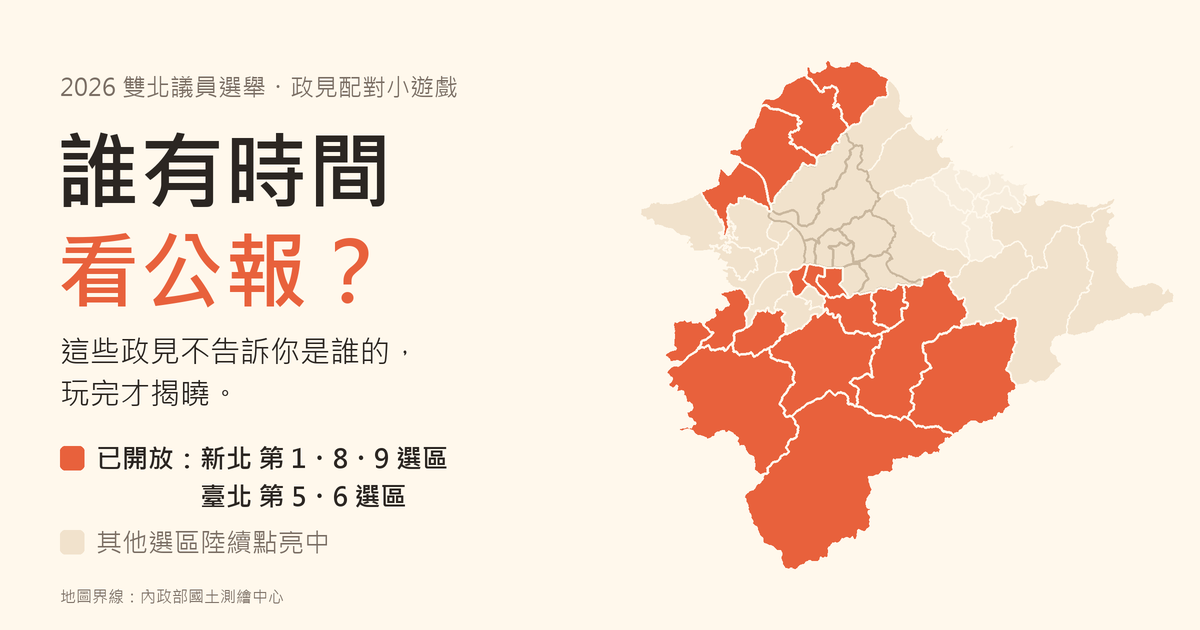 2026 雙北議員選舉・政見配對小遊戲
誰有時間
看公報？
這些政見不告訴你是誰的，
玩完才揭曉。
已開放：新北 第 1・8・9 選區
臺北 第 5・6 選區
其他選區陸續點亮中
地圖界線：內政部國土測繪中心